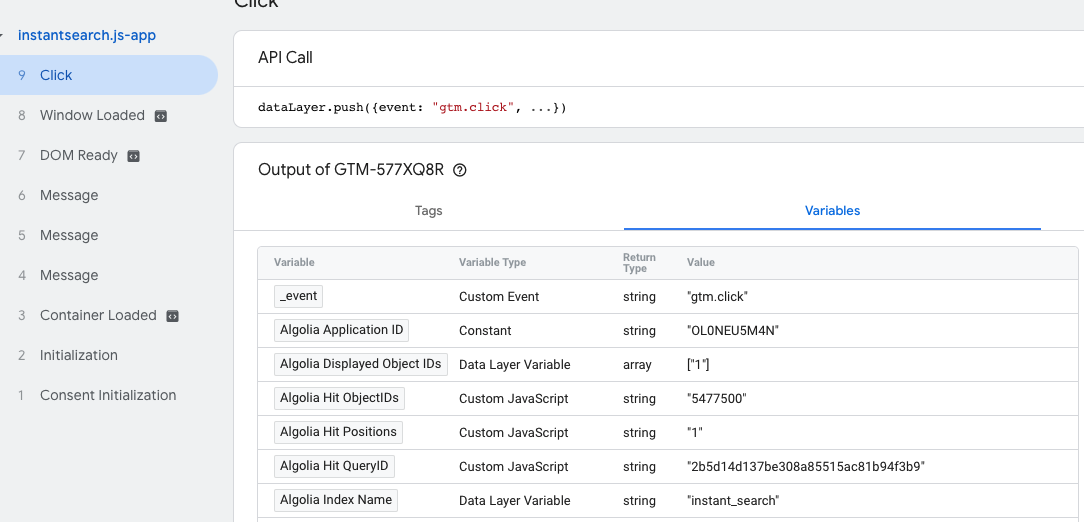 Click
instantsearch.js-app
9 Click
8 Window Loaded
7 DOM Ready
6 Message
5 Message
4 Message
3 Container Loaded
2 Initialization
1 Consent Initialization
API Call
dataLayer.push({event: "gtm.click", ...})
Output of GTM-577XQ8R
Tags Variables
Variable Variable Type Return Type Value
_event Custom Event string "gtm.click"
Algolia Application ID Constant string "OL0NEU5M4N"
Algolia Displayed Object IDs Data Layer Variable array ["1"]
Algolia Hit ObjectIDs Custom JavaScript string "5477500"
Algolia Hit Positions Custom JavaScript string "1"
Algolia Hit QueryID Custom JavaScript string "2b5d14d137be308a85515ac81b94f3b9"
Algolia Index Name Data Layer Variable string "instant_search"